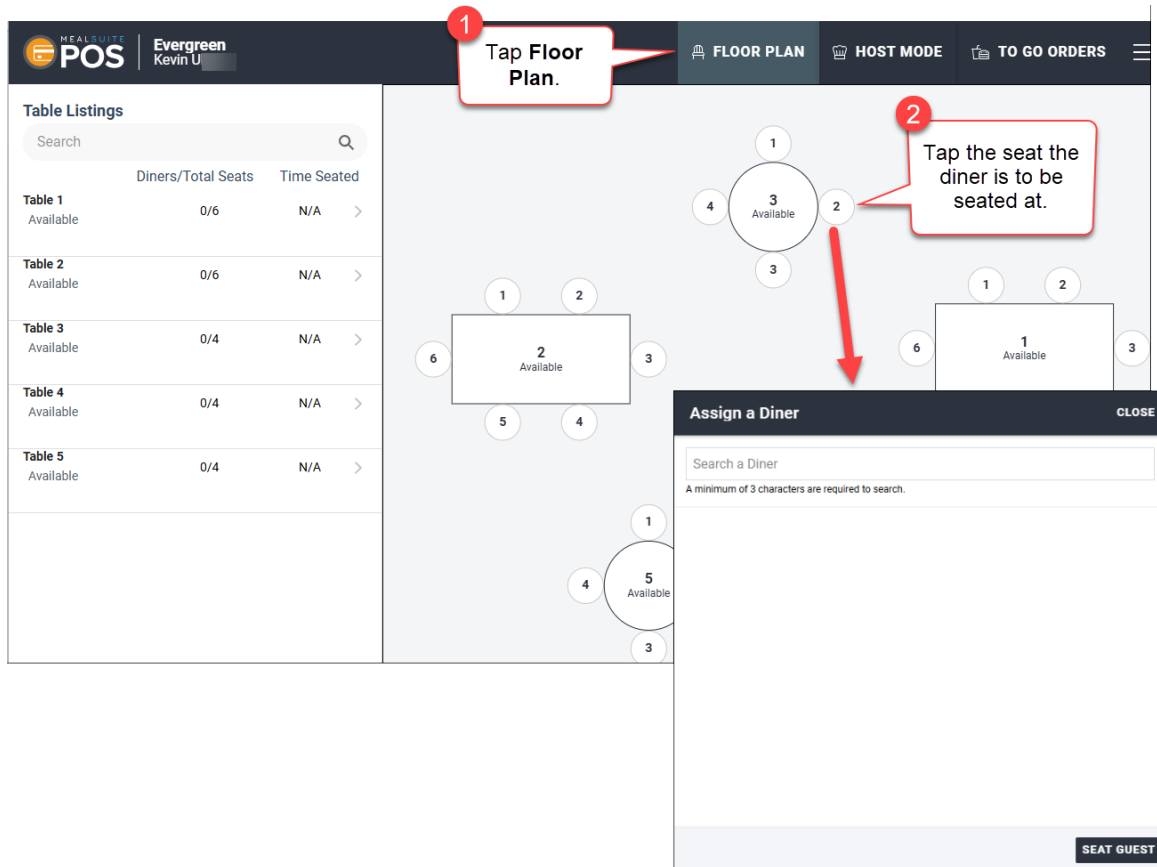 1
Tap Floor
Plan.
MEALSUITE
POS
Evergreen
Kevin U
FLOOR PLAN
HOST MODE
TO GO ORDERS
Table Listings
Search
Diners/Total Seats Time Seated
Table 1
Available
0/6 N/A
Table 2
Available
0/6 N/A
Table 3
Available
0/4 N/A
Table 4
Available
0/4 N/A
Table 5
Available
0/4 N/A
2
Tap the seat the
diner is to be
seated at.
1
4
3
Available
2
3
1 2
6
2
Available
3
5 4
1 2
6
1
Available
3
1
4
5
Available
3
Assign a Diner CLOSE
Search a Diner
A minimum of 3 characters are required to search.
SEAT GUEST